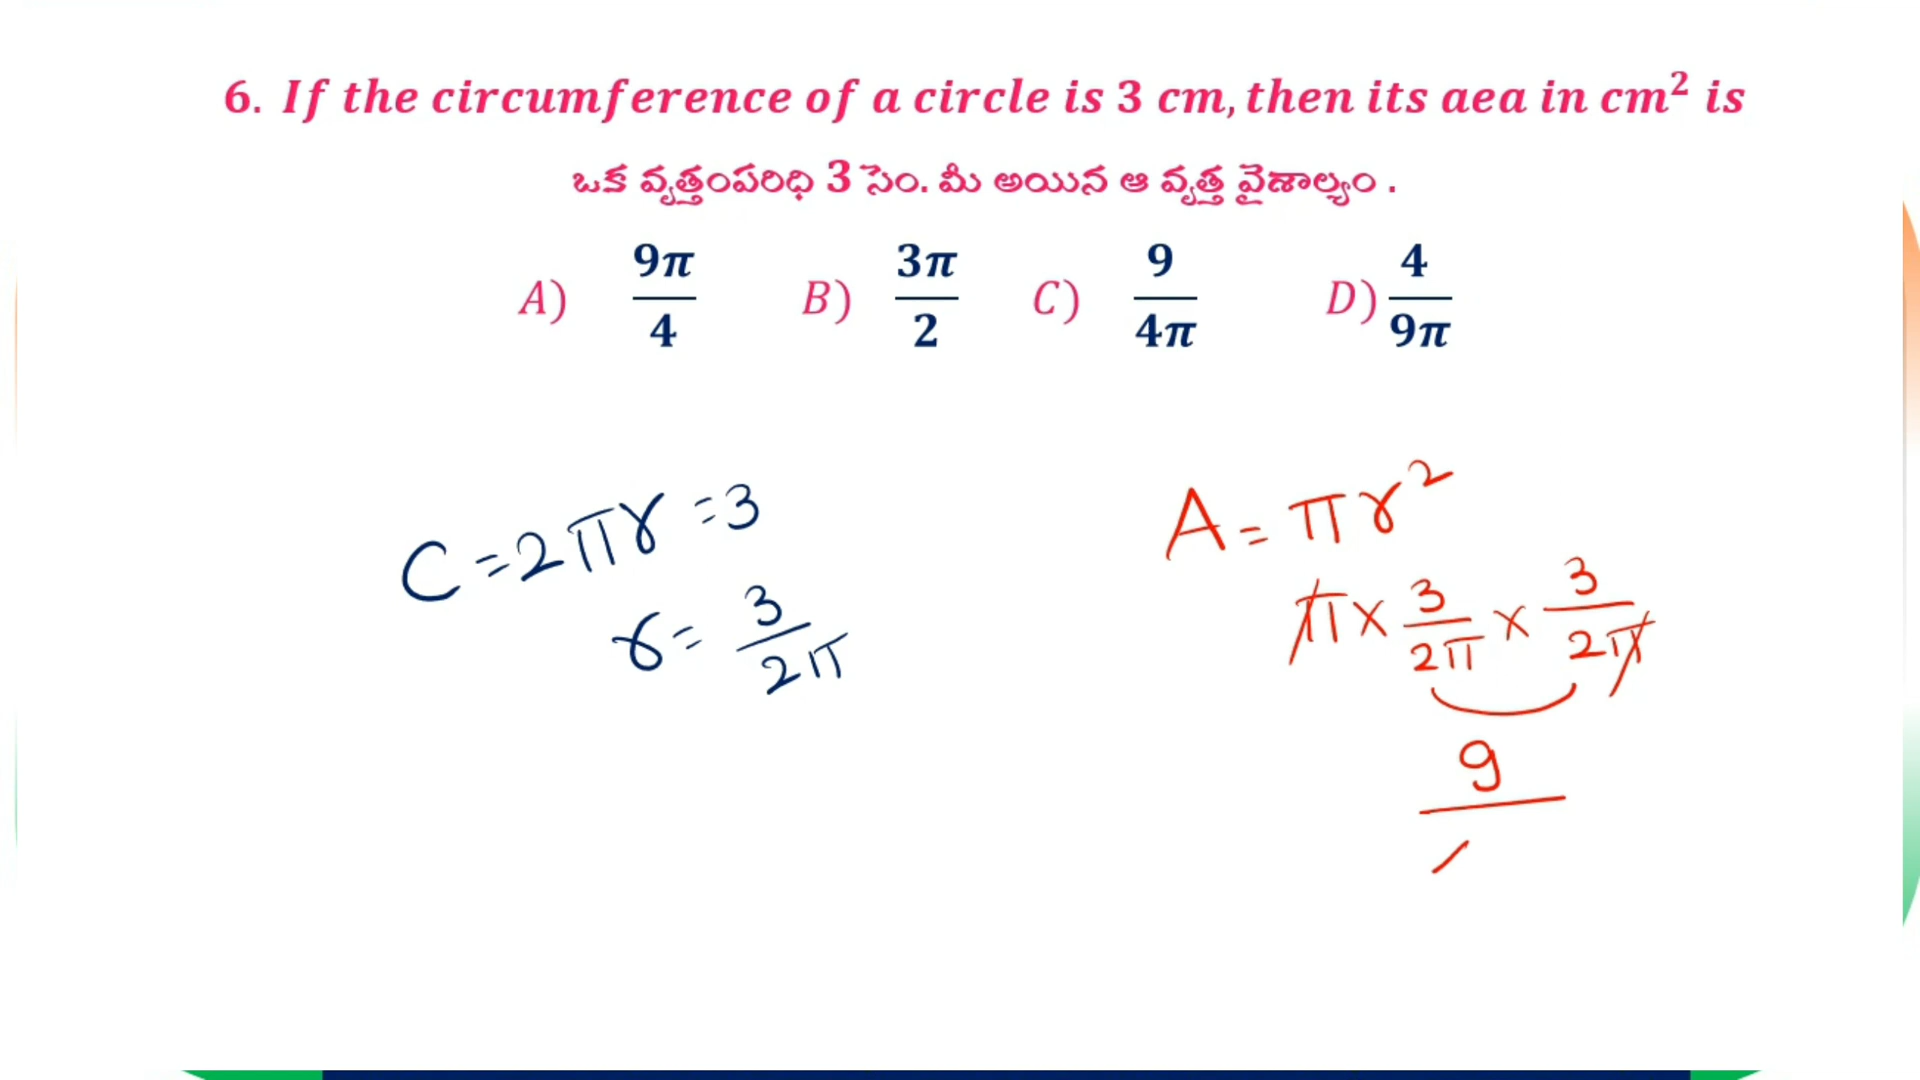 6. If the circumference of a circle is 3 cm, then its aea in cm² is
ఒక వృత్తంపరిధి 3 సెం. మీ అయిన ఆ వృత్త వైశాల్యం .
A) 9π/4 B) 3π/2 C) 9/4π D) 4/9π
C = 2πr = 3
r = 3/2π
A = πr²
π × 3/2π × 3/2π
9